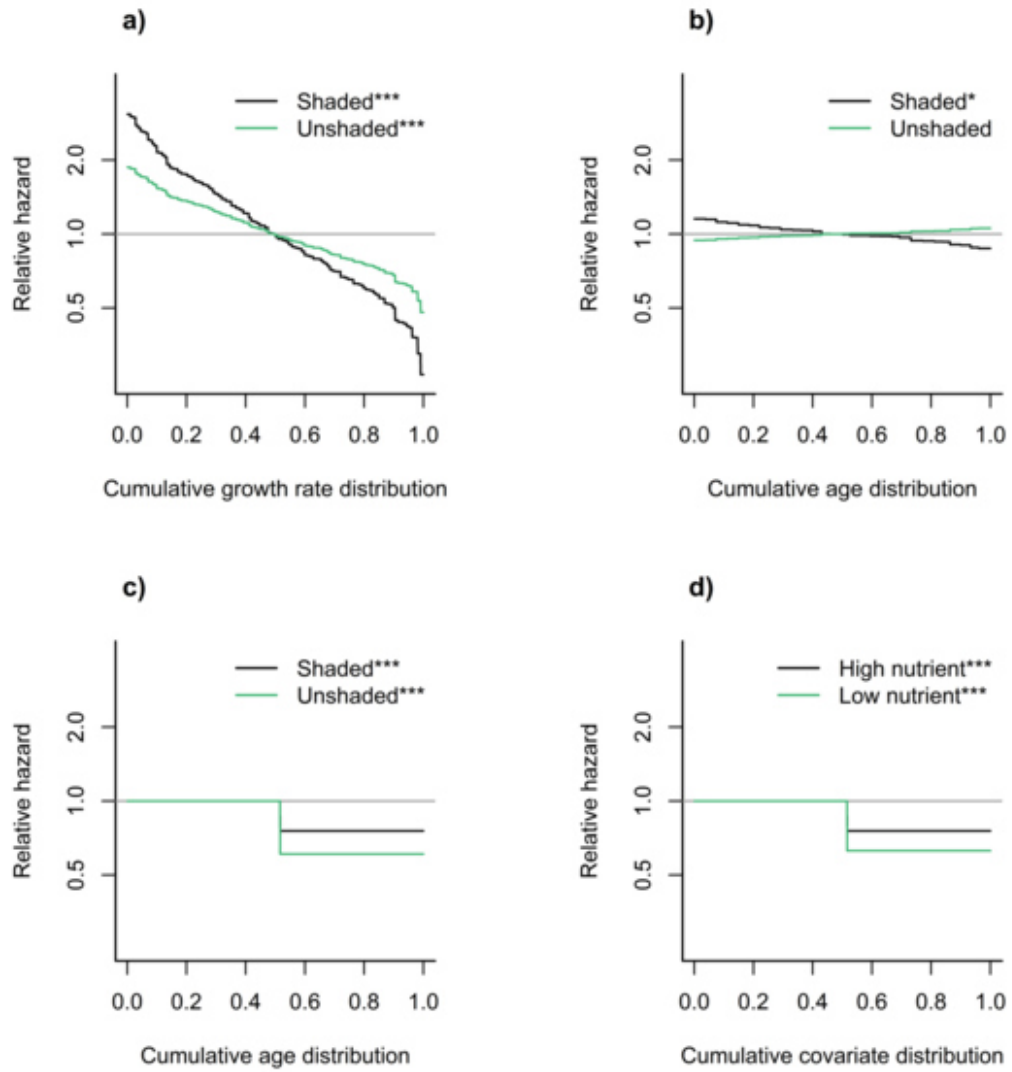 a)
Shaded***
Unshaded***
Relative hazard
2.0
1.0
0.5
0.0 0.2 0.4 0.6 0.8 1.0
Cumulative growth rate distribution
b)
Shaded*
Unshaded
Relative hazard
2.0
1.0
0.5
0.0 0.2 0.4 0.6 0.8 1.0
Cumulative age distribution
c)
Shaded***
Unshaded***
Relative hazard
2.0
1.0
0.5
0.0 0.2 0.4 0.6 0.8 1.0
Cumulative age distribution
d)
High nutrient***
Low nutrient***
Relative hazard
2.0
1.0
0.5
0.0 0.2 0.4 0.6 0.8 1.0
Cumulative covariate distribution